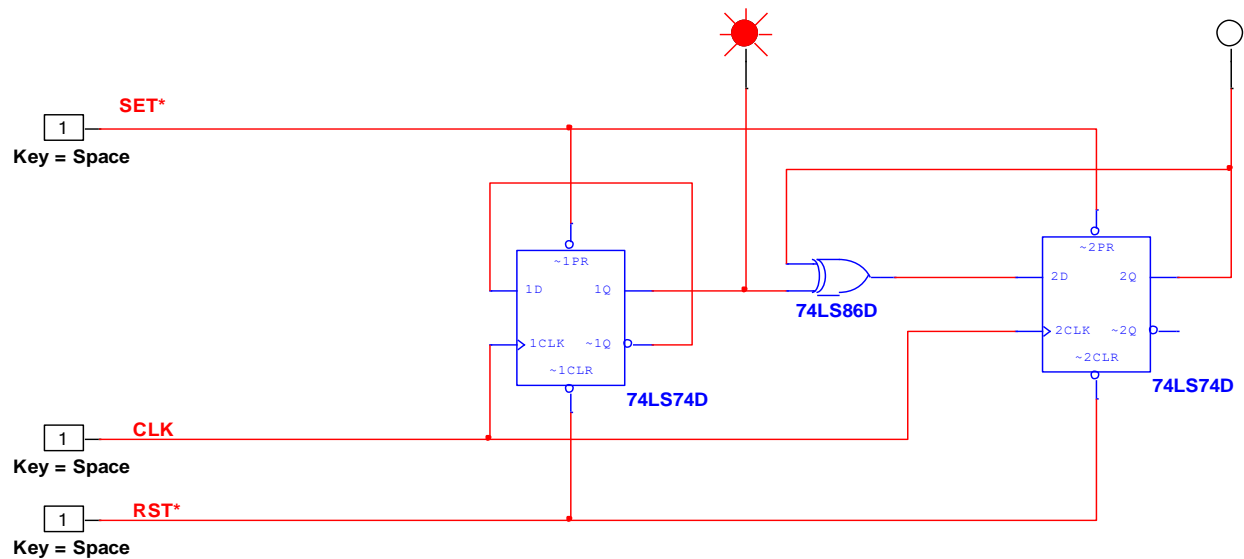 SET*
1
Key = Space
~1PR
1D
1Q
1CLK
~1Q
~1CLR
74LS74D
74LS86D
~2PR
2D
2Q
2CLK
~2Q
~2CLR
74LS74D
1
CLK
Key = Space
1
RST*
Key = Space